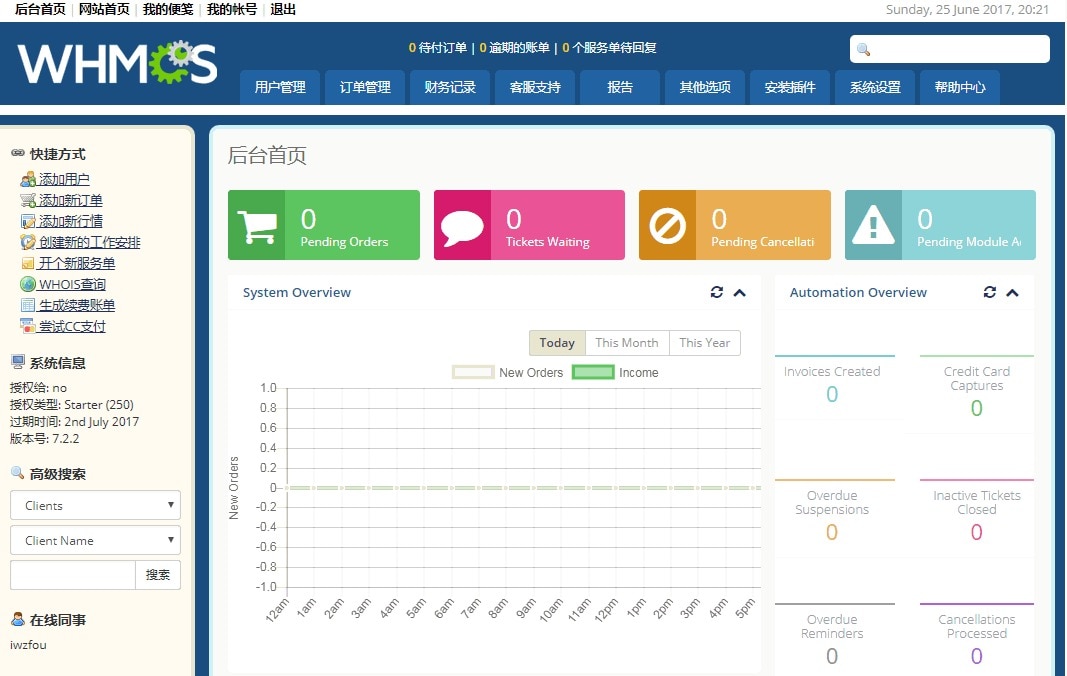 后台首页 | 网站首页 | 我的便笺 | 我的帐号 | 退出
Sunday, 25 June 2017, 20:21
WHMCS
0 待付订单 | 0 逾期的账单 | 0 个服务单待回复
用户管理 订单管理 财务记录 客服支持 报告 其他选项 安装插件 系统设置 帮助中心
快捷方式
添加用户
添加新订单
添加新行情
创建新的工作安排
开个新服务单
WHOIS查询
生成续费账单
尝试CC支付
系统信息
授权给: no
授权类型: Starter (250)
过期时间: 2nd July 2017
版本号: 7.2.2
高级搜索
Clients
Client Name
搜索
在线同事
iwzfou
后台首页
0
Pending Orders
0
Tickets Waiting
0
Pending Cancellati
0
Pending Module A
System Overview
Today This Month This Year
New Orders Income
New Orders
1.0
0.8
0.6
0.4
0.2
0
-0.2
-0.4
-0.6
-0.8
-1.0
12am 1am 2am 3am 4am 5am 6am 7am 8am 9am 10am 11am 12pm 1pm 2pm 3pm 4pm 5pm
Automation Overview
Invoices Created
0
Credit Card
Captures
0
Overdue
Suspensions
0
Inactive Tickets
Closed
0
Overdue
Reminders
0
Cancellations
Processed
0